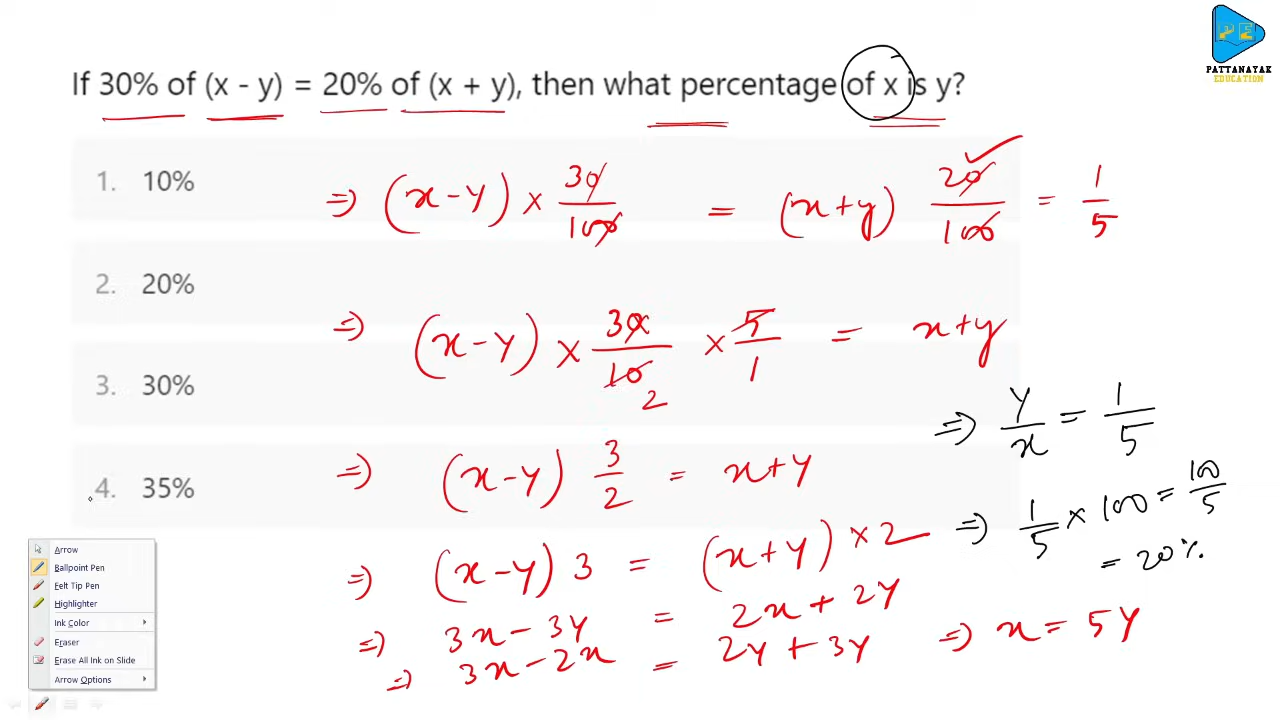 PATTANAYAK
EDUCATION
If 30% of (x - y) = 20% of (x + y), then what percentage of x is y?
1. 10%
2. 20%
3. 30%
4. 35%
⇒ (x-y) × 30/100 = (x+y) 20/100 = 1/5
⇒ (x-y) × 30/10 2 × 5/1 = x+y
⇒ (x-y) 3/2 = x+y
⇒ (x-y) 3 = (x+y) × 2
⇒ 3x - 3y = 2x + 2y
⇒ 3x - 2x = 2y + 3y
⇒ x = 5y
⇒ y/x = 1/5
⇒ 1/5 × 100 = 100/5
= 20%
Arrow
Ballpoint Pen
Felt Tip Pen
Highlighter
Ink Color
Eraser
Erase All Ink on Slide
Arrow Options